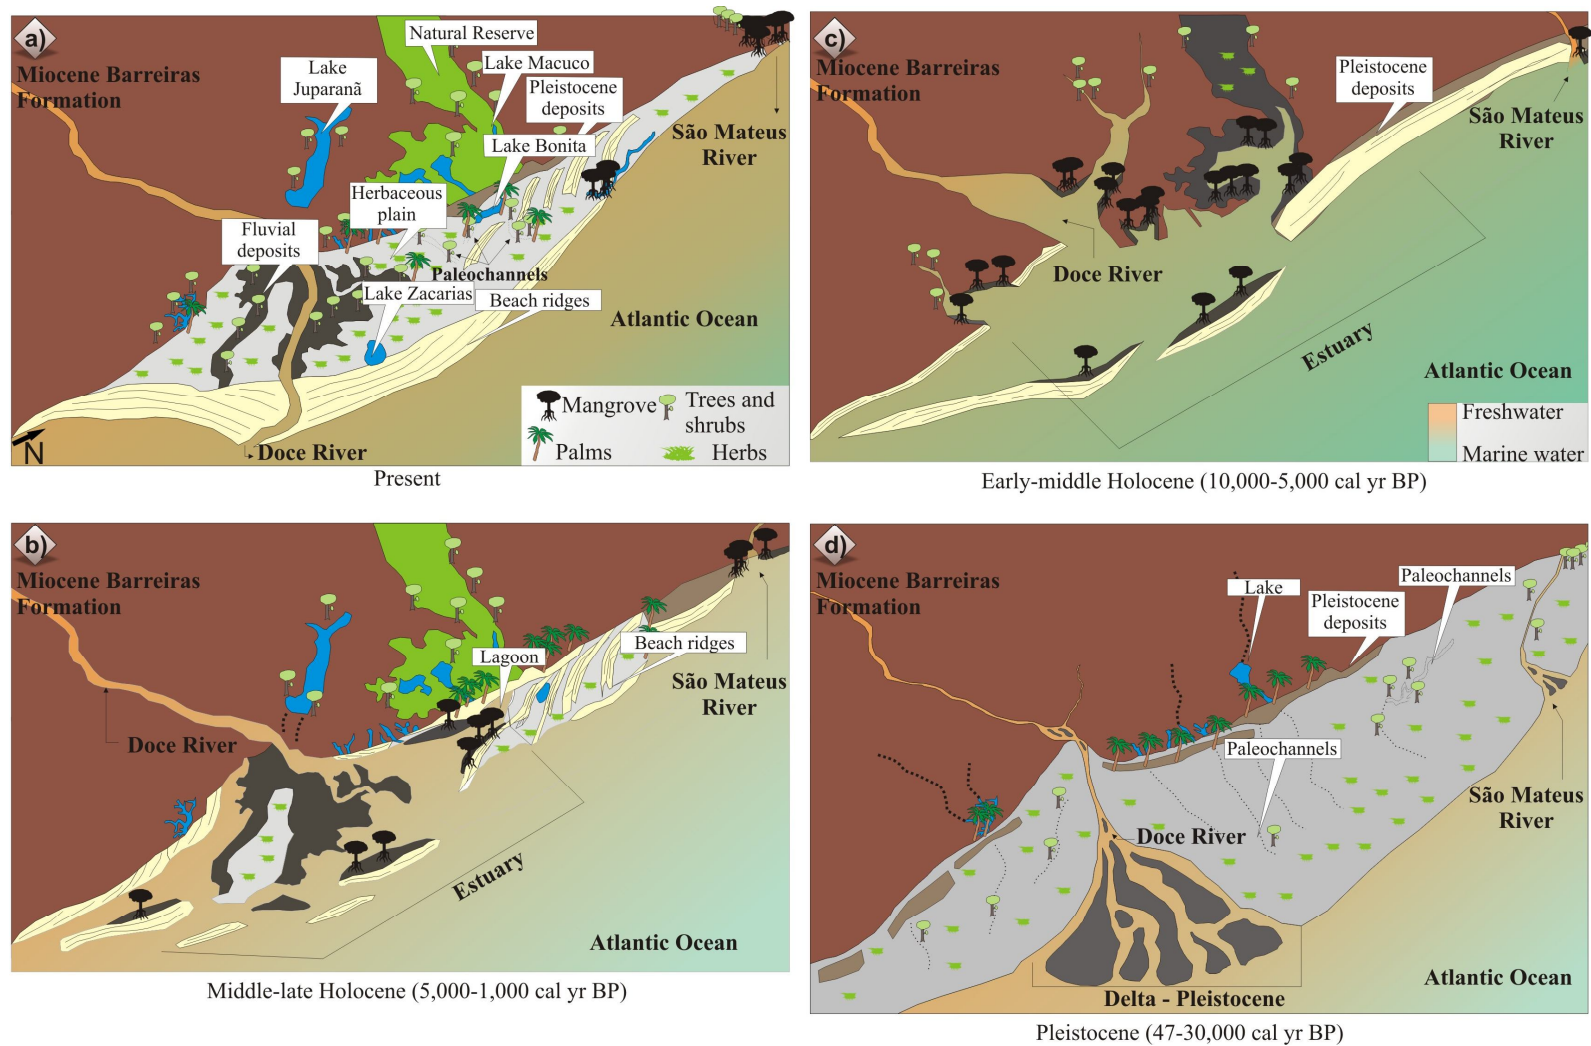 a)
Miocene Barreiras
Formation
Natural Reserve
Lake
Juparanã
Lake Macuco
Pleistocene
deposits
Lake Bonita
São Mateus
River
Herbaceous
plain
Fluvial
deposits
Paleochannels
Lake Zacarias
Beach ridges
Atlantic Ocean
N
Doce River
Mangrove
Trees and
shrubs
Palms
Herbs
Present
c)
Miocene Barreiras
Formation
Pleistocene
deposits
São Mateus
River
Doce River
Estuary
Atlantic Ocean
Freshwater
Marine water
Early-middle Holocene (10,000-5,000 cal yr BP)
b)
Miocene Barreiras
Formation
Lagoon
Beach ridges
São Mateus
River
Doce River
Estuary
Atlantic Ocean
Middle-late Holocene (5,000-1,000 cal yr BP)
d)
Miocene Barreiras
Formation
Lake
Pleistocene
deposits
Paleochannels
Paleochannels
São Mateus
River
Doce River
Atlantic Ocean
Delta - Pleistocene
Pleistocene (47-30,000 cal yr BP)